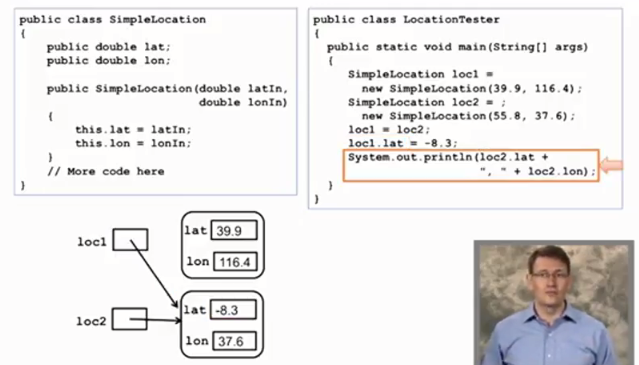 public class SimpleLocation
{
public double lat;
public double lon;
public SimpleLocation(double latIn,
double lonIn)
{
this.lat = latIn;
this.lon = lonIn;
}
// More code here
}
public class LocationTester
{
public static void main(String[] args)
{
SimpleLocation loc1 =
new SimpleLocation(39.9, 116.4);
SimpleLocation loc2 = ;
new SimpleLocation(55.8, 37.6);
loc1 = loc2;
loc1.lat = -8.3;
System.out.println(loc2.lat +
", " + loc2.lon);
}
}
loc1
lat 39.9
lon 116.4
loc2
lat -8.3
lon 37.6